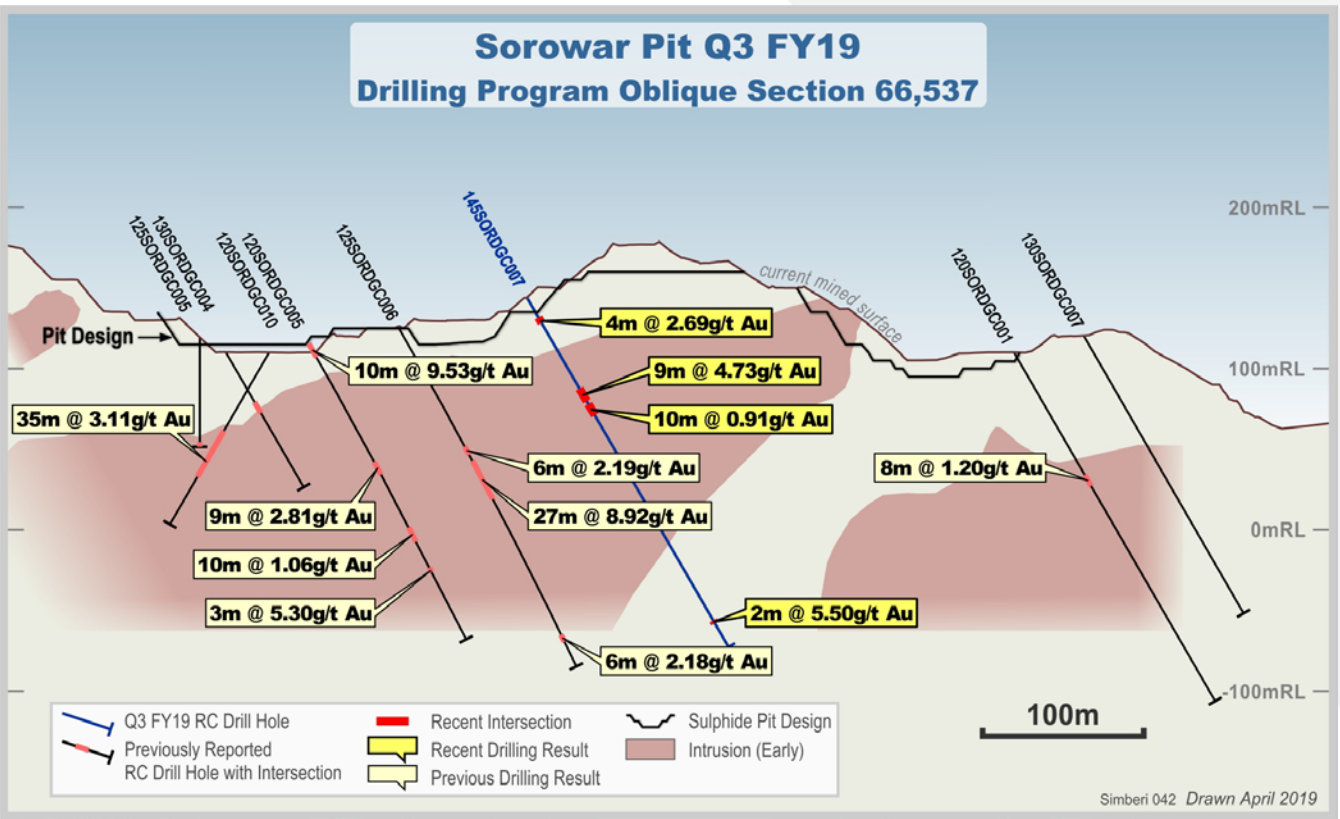 Sorowar Pit Q3 FY19
Drilling Program Oblique Section 66,537
200mRL
145SORDGC007
130SORDGC004
125SORDGC005
120SORDGC005
120SORDGC010
125SORDGC006
130SORDGC007
120SORDGC001
current mined surface
Pit Design
4m @ 2.69g/t Au
100mRL
10m @ 9.53g/t Au
9m @ 4.73g/t Au
35m @ 3.11g/t Au
10m @ 0.91g/t Au
6m @ 2.19g/t Au
8m @ 1.20g/t Au
9m @ 2.81g/t Au
27m @ 8.92g/t Au
0mRL
10m @ 1.06g/t Au
3m @ 5.30g/t Au
2m @ 5.50g/t Au
6m @ 2.18g/t Au
-100mRL
100m
Q3 FY19 RC Drill Hole
Previously Reported
RC Drill Hole with Intersection
Recent Intersection
Recent Drilling Result
Previous Drilling Result
Sulphide Pit Design
Intrusion (Early)
Simberi 042 Drawn April 2019